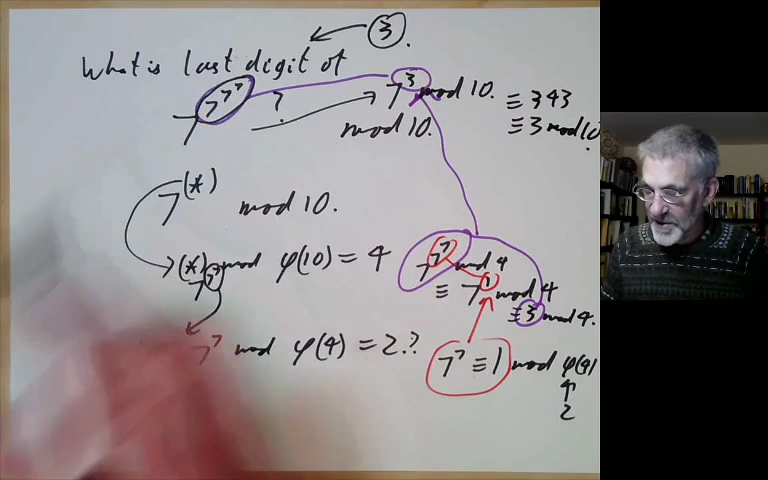 3.
What is last digit of
7^7^7^7 ?
7^3 mod 10. ≡ 343
mod 10. ≡ 3 mod 10
7^(*) mod 10.
(*) mod φ(10) = 4
7^7^7 mod 4
≡ 7^1 mod 4
≡ 3 mod 4.
7^7 mod φ(4) = 2 ??
7^7 ≡ 1 mod φ(4)
↑
2